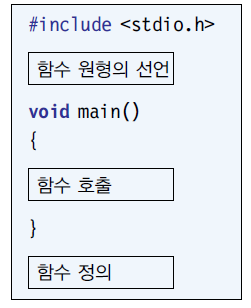 #include <stdio.h>
함수 원형의 선언
void main()
{
함수 호출
}
함수 정의